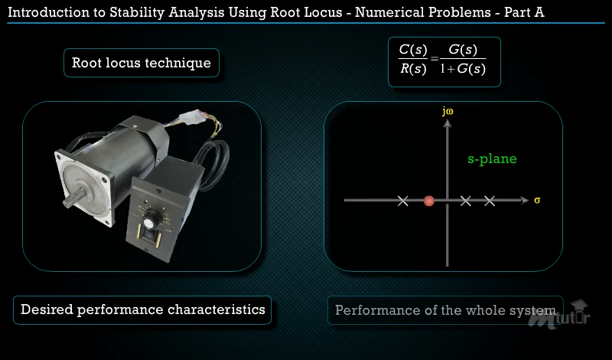 Introduction to Stability Analysis Using Root Locus - Numerical Problems - Part A
Root locus technique
C(s)/R(s) = G(s)/1+G(s)
jω
s-plane
σ
Desired performance characteristics
Performance of the whole system
mtutor